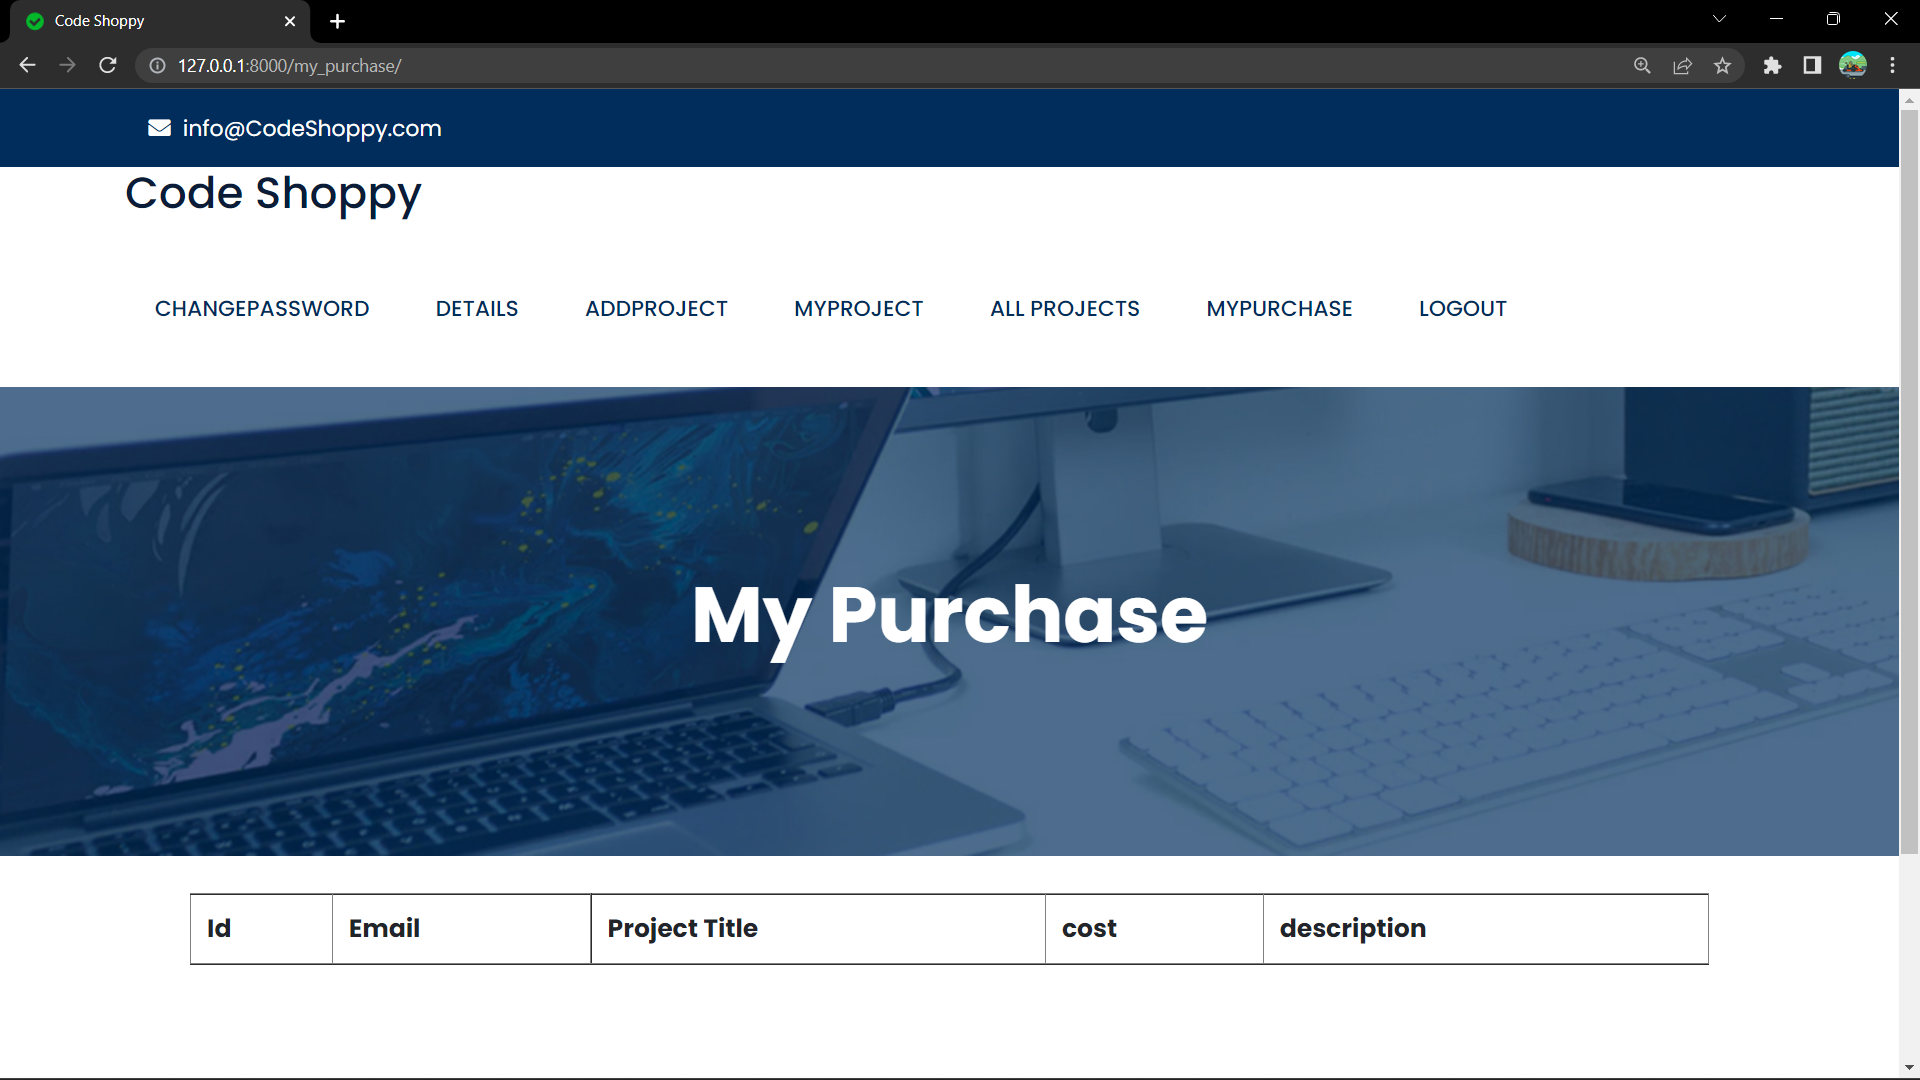 Code Shoppy
127.0.0.1:8000/my_purchase/
info@CodeShoppy.com
Code Shoppy
CHANGEPASSWORD DETAILS ADDPROJECT MYPROJECT ALL PROJECTS MYPURCHASE LOGOUT
My Purchase
Id Email Project Title cost description